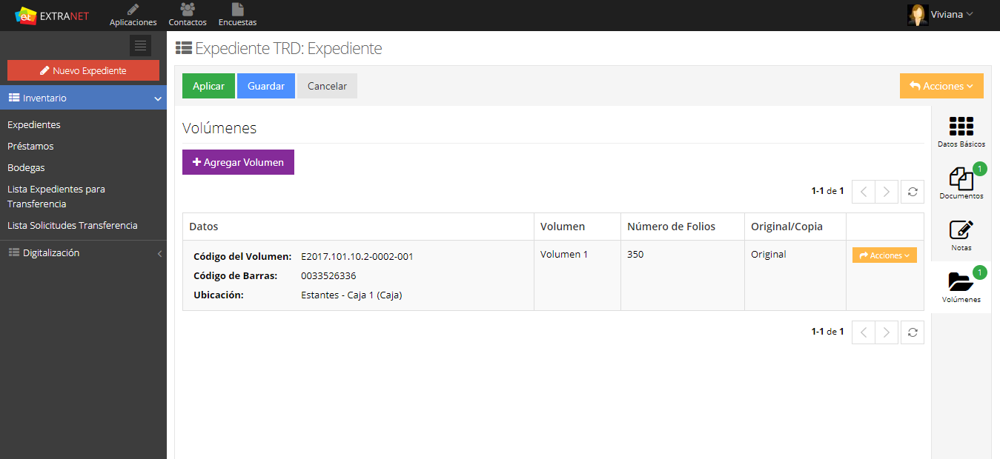 et EXTRANET
Aplicaciones
Contactos
Encuestas
Viviana
Nuevo Expediente
Inventario
Expedientes
Préstamos
Bodegas
Lista Expedientes para
Transferencia
Lista Solicitudes Transferencia
Digitalización
Expediente TRD: Expediente
Aplicar
Guardar
Cancelar
Acciones
Volúmenes
Agregar Volumen
1-1 de 1
Datos
Volumen
Número de Folios
Original/Copia
Código del Volumen: E2017.101.10.2-0002-001
Código de Barras: 0033526336
Ubicación: Estantes - Caja 1 (Caja)
Volumen 1
350
Original
Acciones
1-1 de 1
Datos Básicos
1
Documentos
Notas
1
Volúmenes